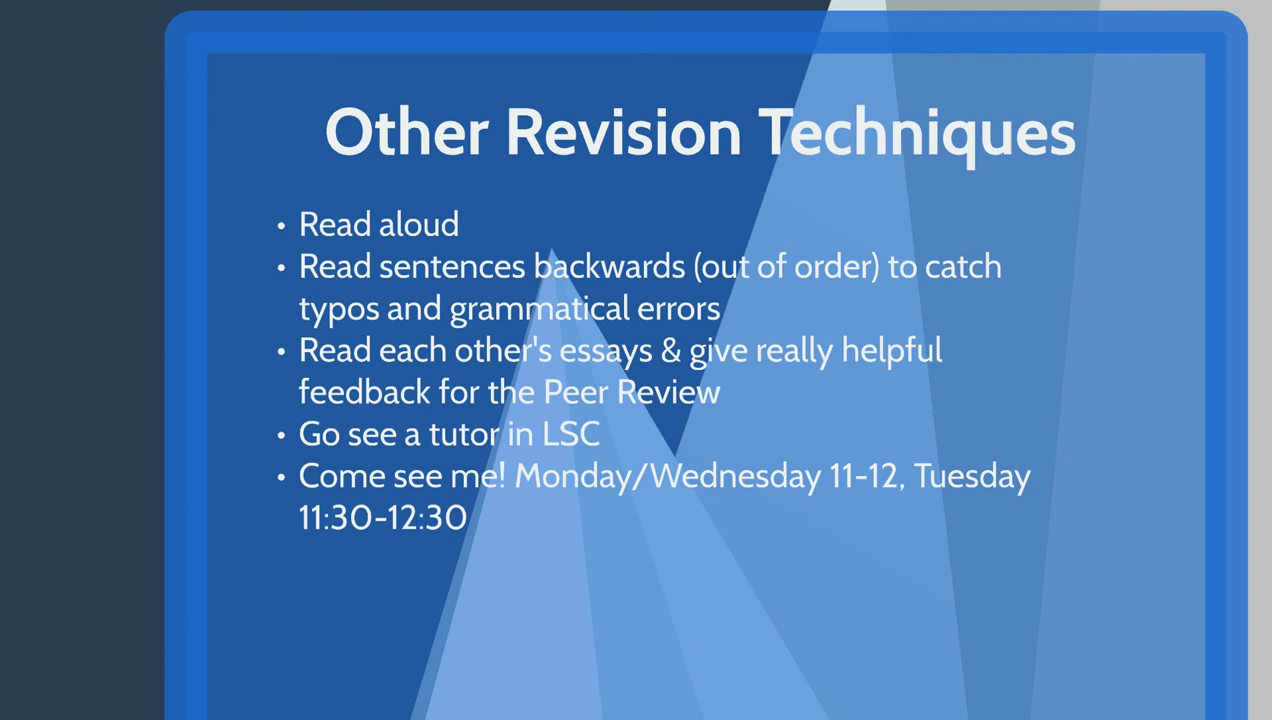 Other Revision Techniques
• Read aloud
• Read sentences backwards (out of order) to catch
typos and grammatical errors
• Read each other's essays & give really helpful
feedback for the Peer Review
• Go see a tutor in LSC
• Come see me! Monday/Wednesday 11-12, Tuesday
11:30-12:30